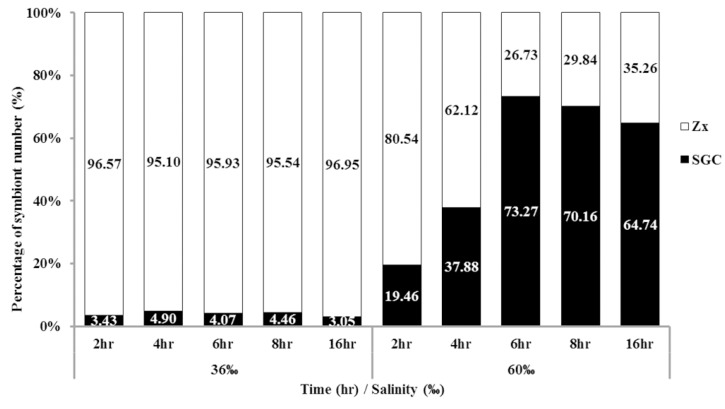 Percentage of symbiont number (%)
100%
80%
60%
40%
20%
0%
96.57 95.10 95.93 95.54 96.95 80.54 62.12 26.73 29.84 35.26
3.43 4.90 4.07 4.46 3.05 19.46 37.88 73.27 70.16 64.74
2hr 4hr 6hr 8hr 16hr 2hr 4hr 6hr 8hr 16hr
36‰ 60‰
Time (hr) / Salinity (‰)
Zx
SGC